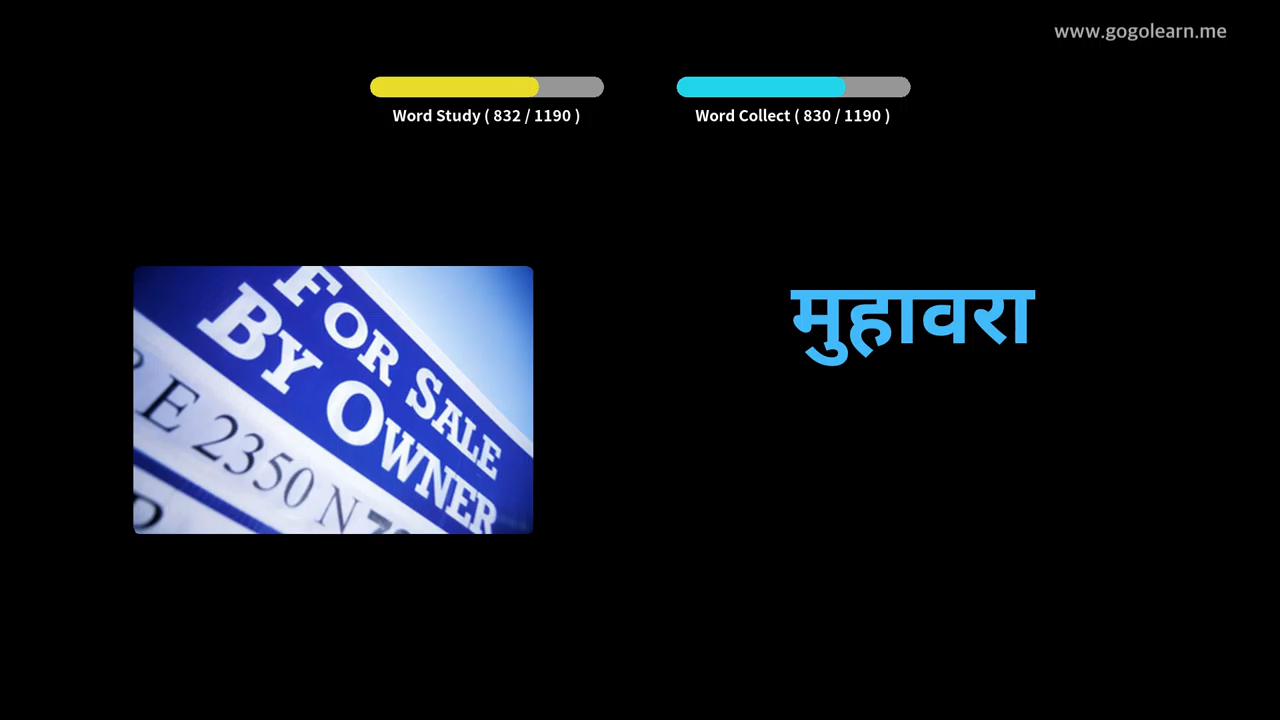 www.gogolearn.me
Word Study ( 832 / 1190 )
Word Collect ( 830 / 1190 )
FOR SALE
BY OWNER
E 2350 N
मुहावरा